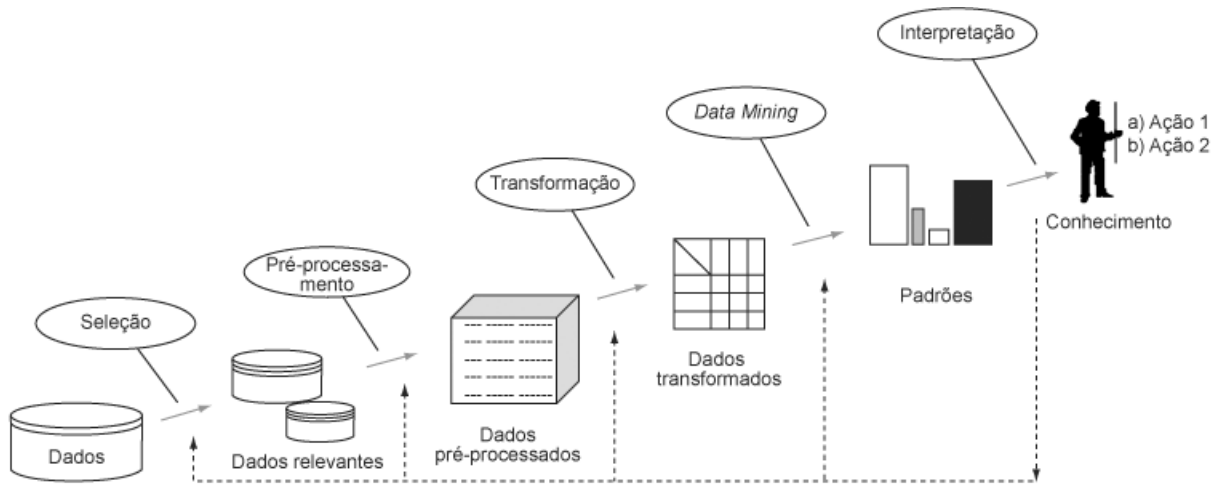 Interpretação
Data Mining
a) Ação 1
b) Ação 2
Transformação
Conhecimento
Pré-processa-
mento
Padrões
Seleção
Dados
transformados
Dados
pré-processados
Dados relevantes
Dados